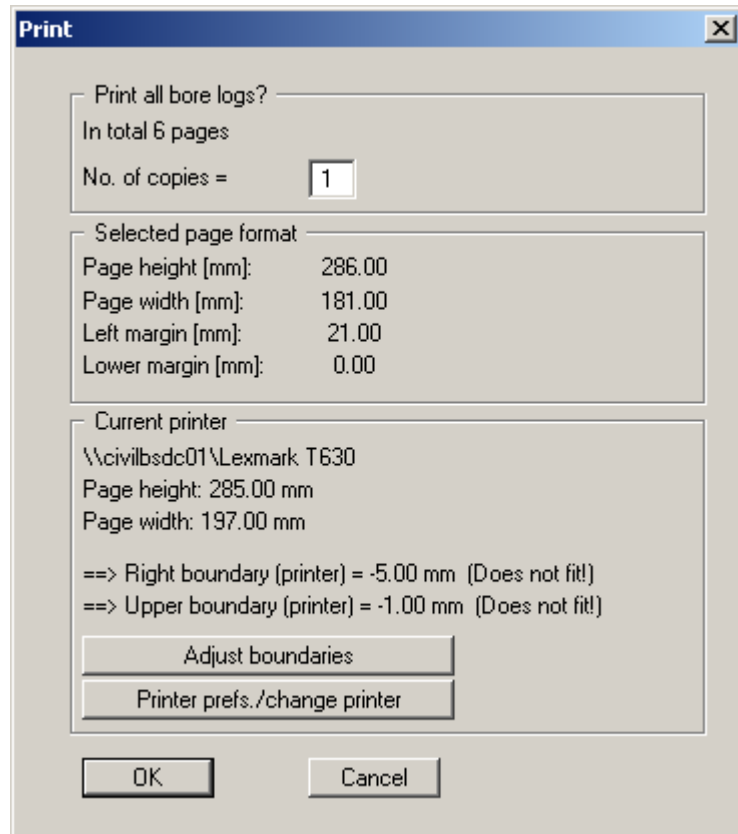 Print
Print all bore logs?
In total 6 pages
No. of copies = 1
Selected page format
Page height [mm]: 286.00
Page width [mm]: 181.00
Left margin [mm]: 21.00
Lower margin [mm]: 0.00
Current printer
\\civilbsdc01\Lexmark T630
Page height: 285.00 mm
Page width: 197.00 mm
==> Right boundary (printer) = -5.00 mm (Does not fit!)
==> Upper boundary (printer) = -1.00 mm (Does not fit!)
Adjust boundaries
Printer prefs./change printer
OK Cancel